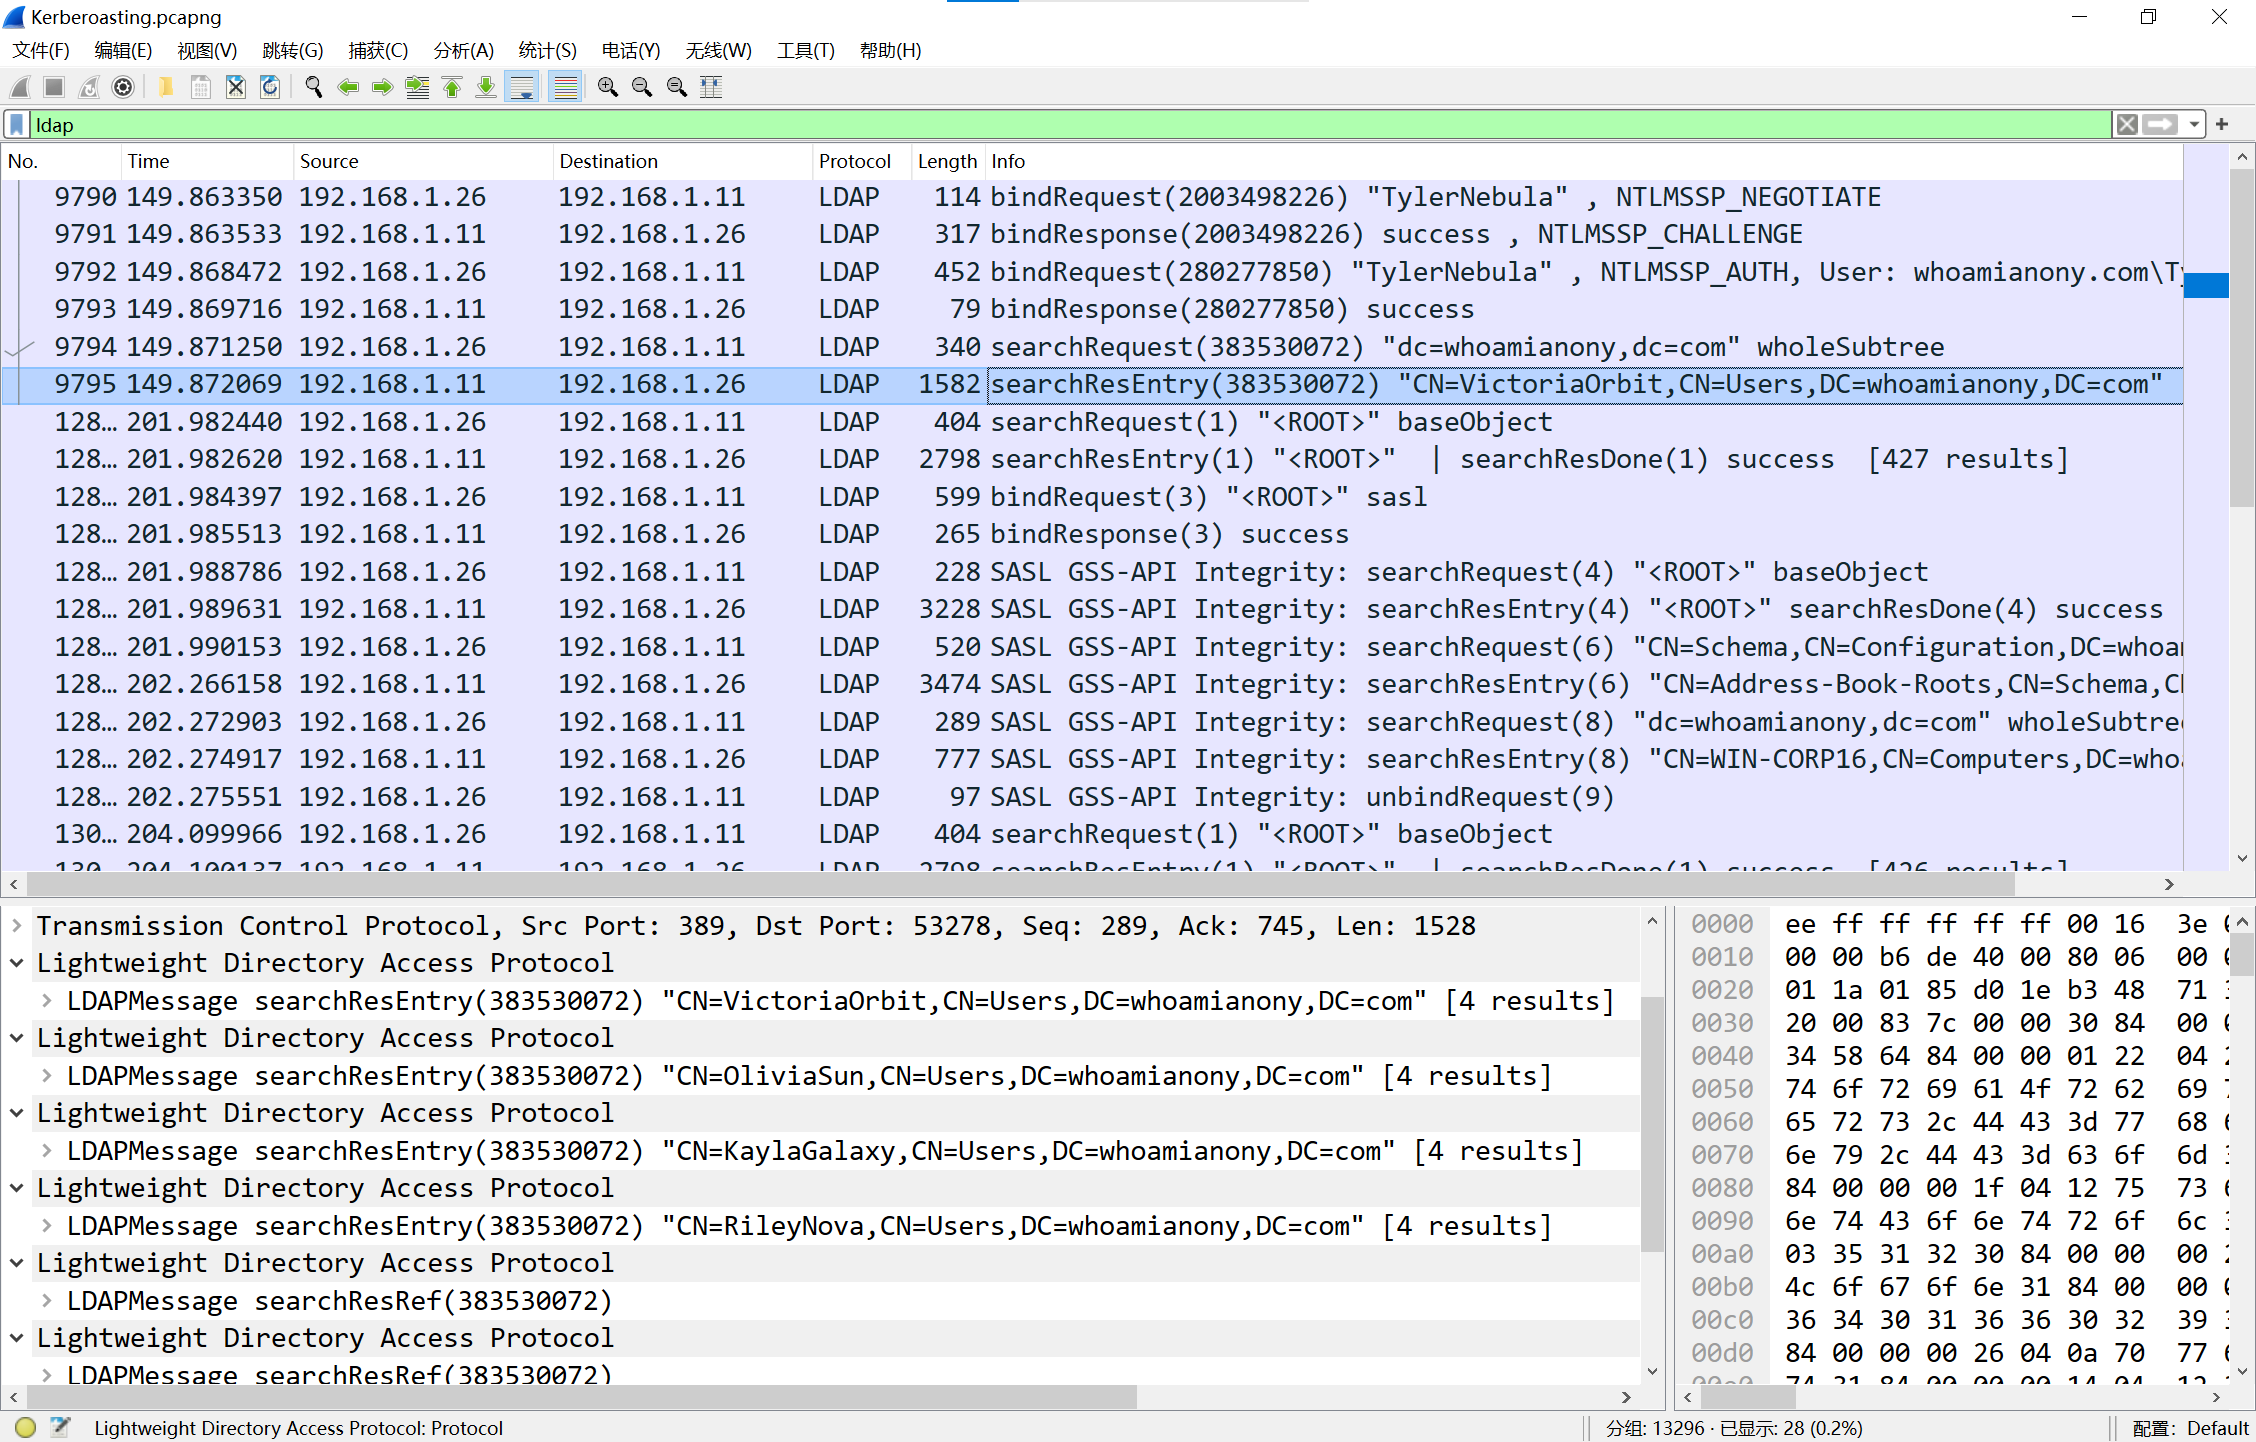 Kerberoasting.pcapng
文件(F) 编辑(E) 视图(V) 跳转(G) 捕获(C) 分析(A) 统计(S) 电话(Y) 无线(W) 工具(T) 帮助(H)
ldap
No. Time Source Destination Protocol Length Info
9790 149.863350 192.168.1.26 192.168.1.11 LDAP 114 bindRequest(2003498226) "TylerNebula" , NTLMSSP_NEGOTIATE
9791 149.863533 192.168.1.11 192.168.1.26 LDAP 317 bindResponse(2003498226) success , NTLMSSP_CHALLENGE
9792 149.868472 192.168.1.26 192.168.1.11 LDAP 452 bindRequest(280277850) "TylerNebula" , NTLMSSP_AUTH, User: whoamianony.com\Ty
9793 149.869716 192.168.1.11 192.168.1.26 LDAP 79 bindResponse(280277850) success
9794 149.871250 192.168.1.26 192.168.1.11 LDAP 340 searchRequest(383530072) "dc=whoamianony,dc=com" wholeSubtree
9795 149.872069 192.168.1.11 192.168.1.26 LDAP 1582 searchResEntry(383530072) "CN=VictoriaOrbit,CN=Users,DC=whoamianony,DC=com"
128… 201.982440 192.168.1.26 192.168.1.11 LDAP 404 searchRequest(1) "<ROOT>" baseObject
128… 201.982620 192.168.1.11 192.168.1.26 LDAP 2798 searchResEntry(1) "<ROOT>" | searchResDone(1) success [427 results]
128… 201.984397 192.168.1.26 192.168.1.11 LDAP 599 bindRequest(3) "<ROOT>" sasl
128… 201.985513 192.168.1.11 192.168.1.26 LDAP 265 bindResponse(3) success
128… 201.988786 192.168.1.26 192.168.1.11 LDAP 228 SASL GSS-API Integrity: searchRequest(4) "<ROOT>" baseObject
128… 201.989631 192.168.1.11 192.168.1.26 LDAP 3228 SASL GSS-API Integrity: searchResEntry(4) "<ROOT>" searchResDone(4) success
128… 201.990153 192.168.1.26 192.168.1.11 LDAP 520 SASL GSS-API Integrity: searchRequest(6) "CN=Schema,CN=Configuration,DC=whoa
128… 202.266158 192.168.1.11 192.168.1.26 LDAP 3474 SASL GSS-API Integrity: searchResEntry(6) "CN=Address-Book-Roots,CN=Schema,C
128… 202.272903 192.168.1.26 192.168.1.11 LDAP 289 SASL GSS-API Integrity: searchRequest(8) "dc=whoamianony,dc=com" wholeSubtre
128… 202.274917 192.168.1.11 192.168.1.26 LDAP 777 SASL GSS-API Integrity: searchResEntry(8) "CN=WIN-CORP16,CN=Computers,DC=who
128… 202.275551 192.168.1.26 192.168.1.11 LDAP 97 SASL GSS-API Integrity: unbindRequest(9)
130… 204.099966 192.168.1.26 192.168.1.11 LDAP 404 searchRequest(1) "<ROOT>" baseObject
130… 204.100137 192.168.1.11 192.168.1.26 LDAP 2798 searchResEntry(1) "<ROOT>" | searchResDone(1) success [426 results]
Transmission Control Protocol, Src Port: 389, Dst Port: 53278, Seq: 289, Ack: 745, Len: 1528
Lightweight Directory Access Protocol
LDAPMessage searchResEntry(383530072) "CN=VictoriaOrbit,CN=Users,DC=whoamianony,DC=com" [4 results]
Lightweight Directory Access Protocol
LDAPMessage searchResEntry(383530072) "CN=OliviaSun,CN=Users,DC=whoamianony,DC=com" [4 results]
Lightweight Directory Access Protocol
LDAPMessage searchResEntry(383530072) "CN=KaylaGalaxy,CN=Users,DC=whoamianony,DC=com" [4 results]
Lightweight Directory Access Protocol
LDAPMessage searchResEntry(383530072) "CN=RileyNova,CN=Users,DC=whoamianony,DC=com" [4 results]
Lightweight Directory Access Protocol
LDAPMessage searchResRef(383530072)
Lightweight Directory Access Protocol
LDAPMessage searchResRef(383530072)
0000 ee ff ff ff ff ff 00 16 3e
0010 00 00 b6 de 40 00 80 06 00
0020 01 1a 01 85 d0 1e b3 48 71
0030 20 00 83 7c 00 00 30 84 00
0040 34 58 64 84 00 00 01 22 04
0050 74 6f 72 69 61 4f 72 62 69
0060 65 72 73 2c 44 43 3d 77 68
0070 6e 79 2c 44 43 3d 63 6f 6d
0080 84 00 00 00 1f 04 12 75 73
0090 6e 74 43 6f 6e 74 72 6f 6c
00a0 03 35 31 32 30 84 00 00 00
00b0 4c 6f 67 6f 6e 31 84 00 00
00c0 36 34 30 31 36 36 30 32 39
00d0 84 00 00 00 26 04 0a 70 77
00e0 74 31 84 00 00 00 14 04 12
Lightweight Directory Access Protocol: Protocol
分组: 13296 · 已显示: 28 (0.2%)
配置: Default